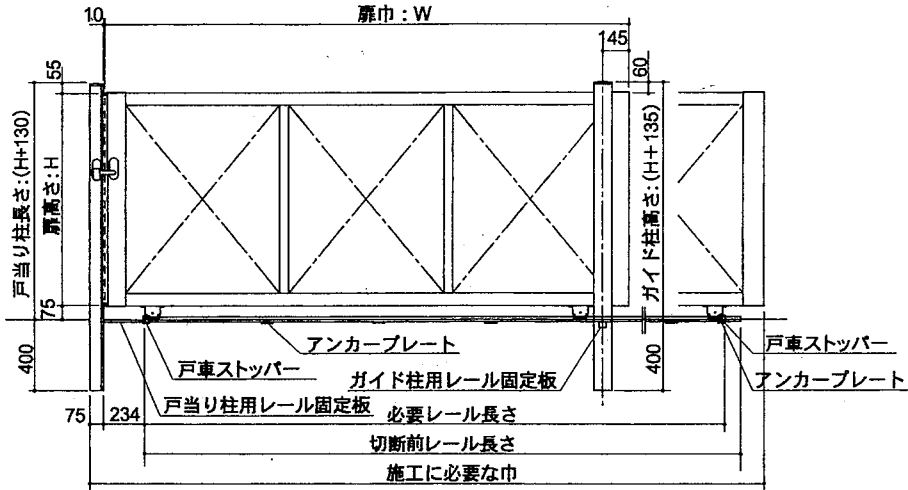 10
扉巾：W
145
55
60
戸当り柱長さ:(H+130)
扉高さ:H
ガイド柱高さ:(H+135)
75
400
400
アンカープレート
戸車ストッパー
戸車ストッパー
ガイド柱用レール固定板
アンカープレート
戸当り柱用レール固定板
75
234
必要レール長さ
切断前レール長さ
施工に必要な巾